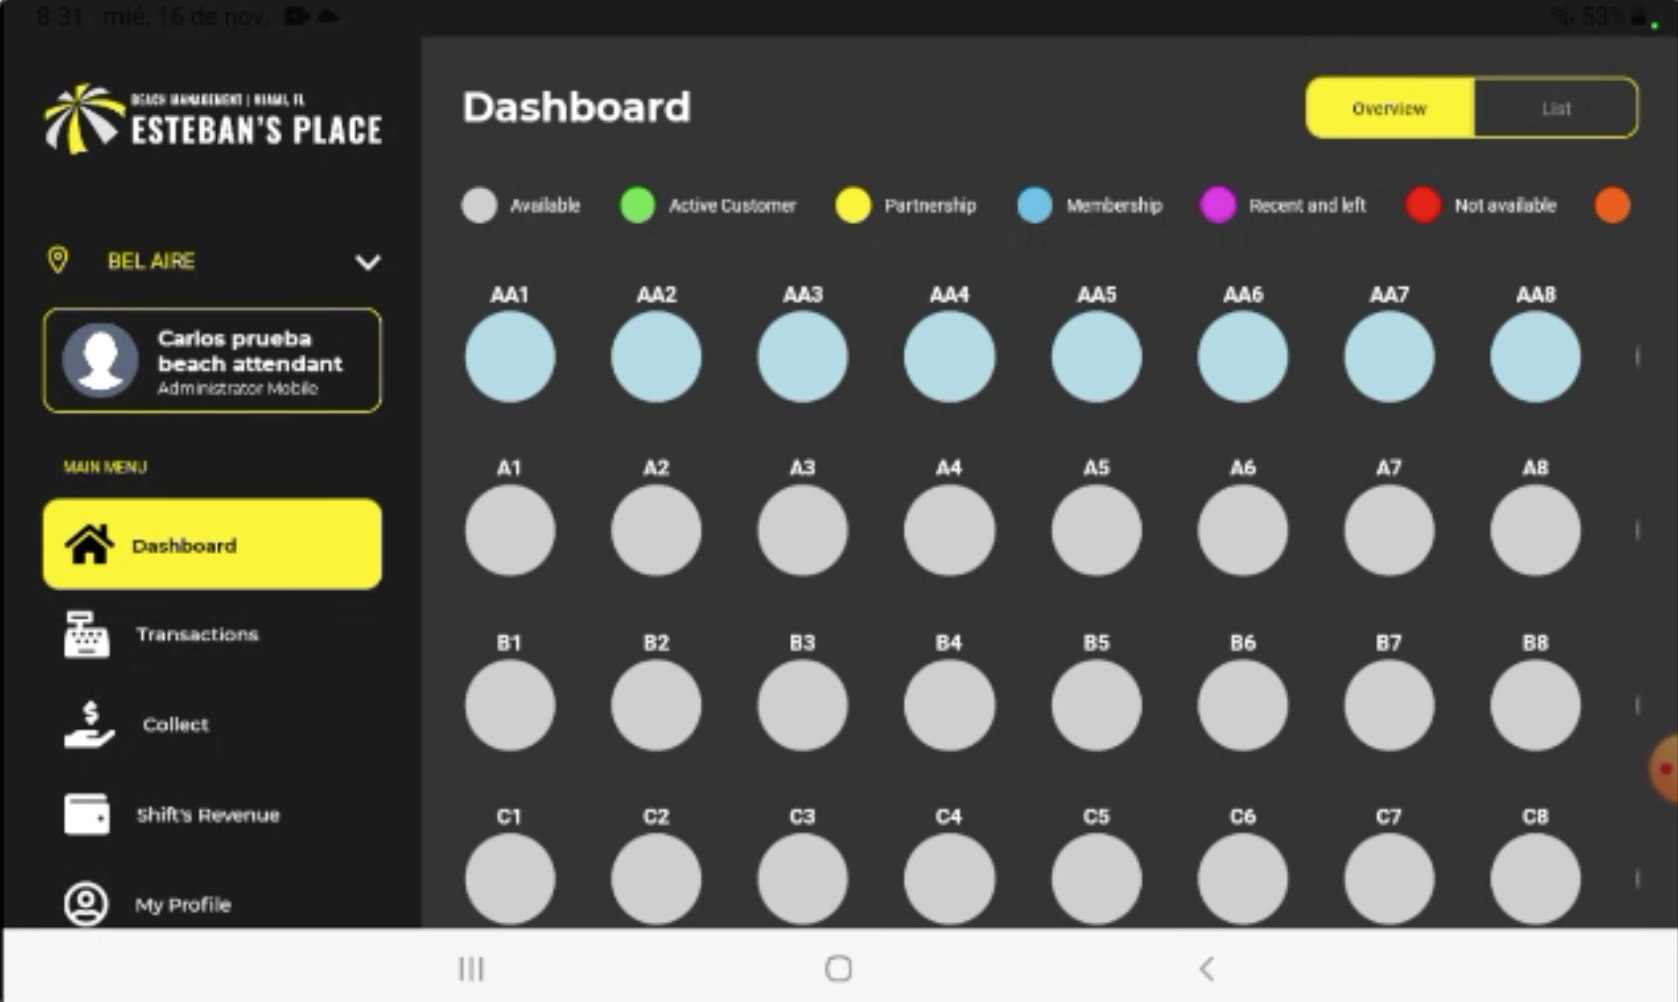 8:31 mié, 16 de nov. 53%
BEACH MANAGEMENT | MIAMI, FL
ESTEBAN'S PLACE
BEL AIRE
Carlos prueba
beach attendant
Administrator Mobile
MAIN MENU
Dashboard
Transactions
Collect
Shift's Revenue
My Profile
Dashboard
Overview List
Available Active Customer Partnership Membership Recent and left Not available
AA1 AA2 AA3 AA4 AA5 AA6 AA7 AA8
A1 A2 A3 A4 A5 A6 A7 A8
B1 B2 B3 B4 B5 B6 B7 B8
C1 C2 C3 C4 C5 C6 C7 C8